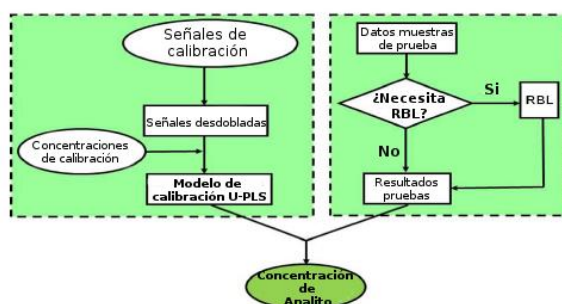 Señales de
calibración
Señales desdobladas
Concentraciones
de calibración
Modelo de
calibración U-PLS
Datos muestras
de prueba
¿Necesita
RBL?
Si
RBL
No
Resultados
pruebas
Concentración
de
Analito